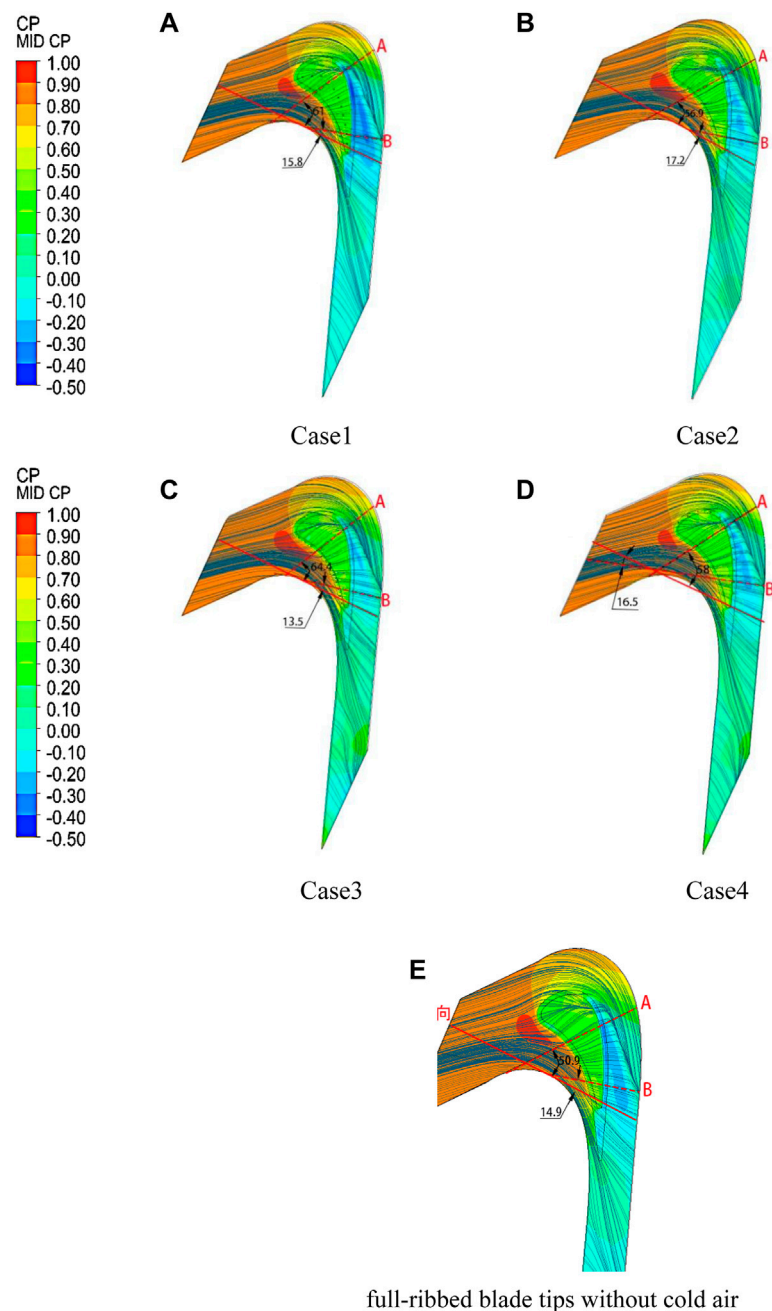 CP
MID CP
1.00
0.90
0.80
0.70
0.60
0.50
0.40
0.30
0.20
0.10
0.00
-0.10
-0.20
-0.30
-0.40
-0.50
A
A
61
B
15.8
Case1
B
A
56.9
B
17.2
Case2
CP
MID CP
1.00
0.90
0.80
0.70
0.60
0.50
0.40
0.30
0.20
0.10
0.00
-0.10
-0.20
-0.30
-0.40
-0.50
C
A
64.4
B
13.5
Case3
D
A
58
B
16.5
Case4
E
向
A
50.9
B
14.9
full-ribbed blade tips without cold air